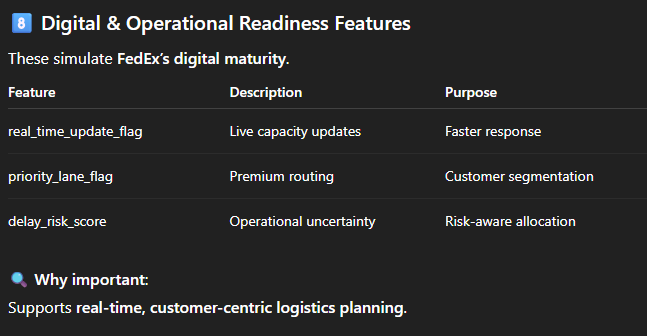 8 Digital & Operational Readiness Features
These simulate FedEx’s digital maturity.
Feature Description Purpose
real_time_update_flag Live capacity updates Faster response
priority_lane_flag Premium routing Customer segmentation
delay_risk_score Operational uncertainty Risk-aware allocation
Why important:
Supports real-time, customer-centric logistics planning.